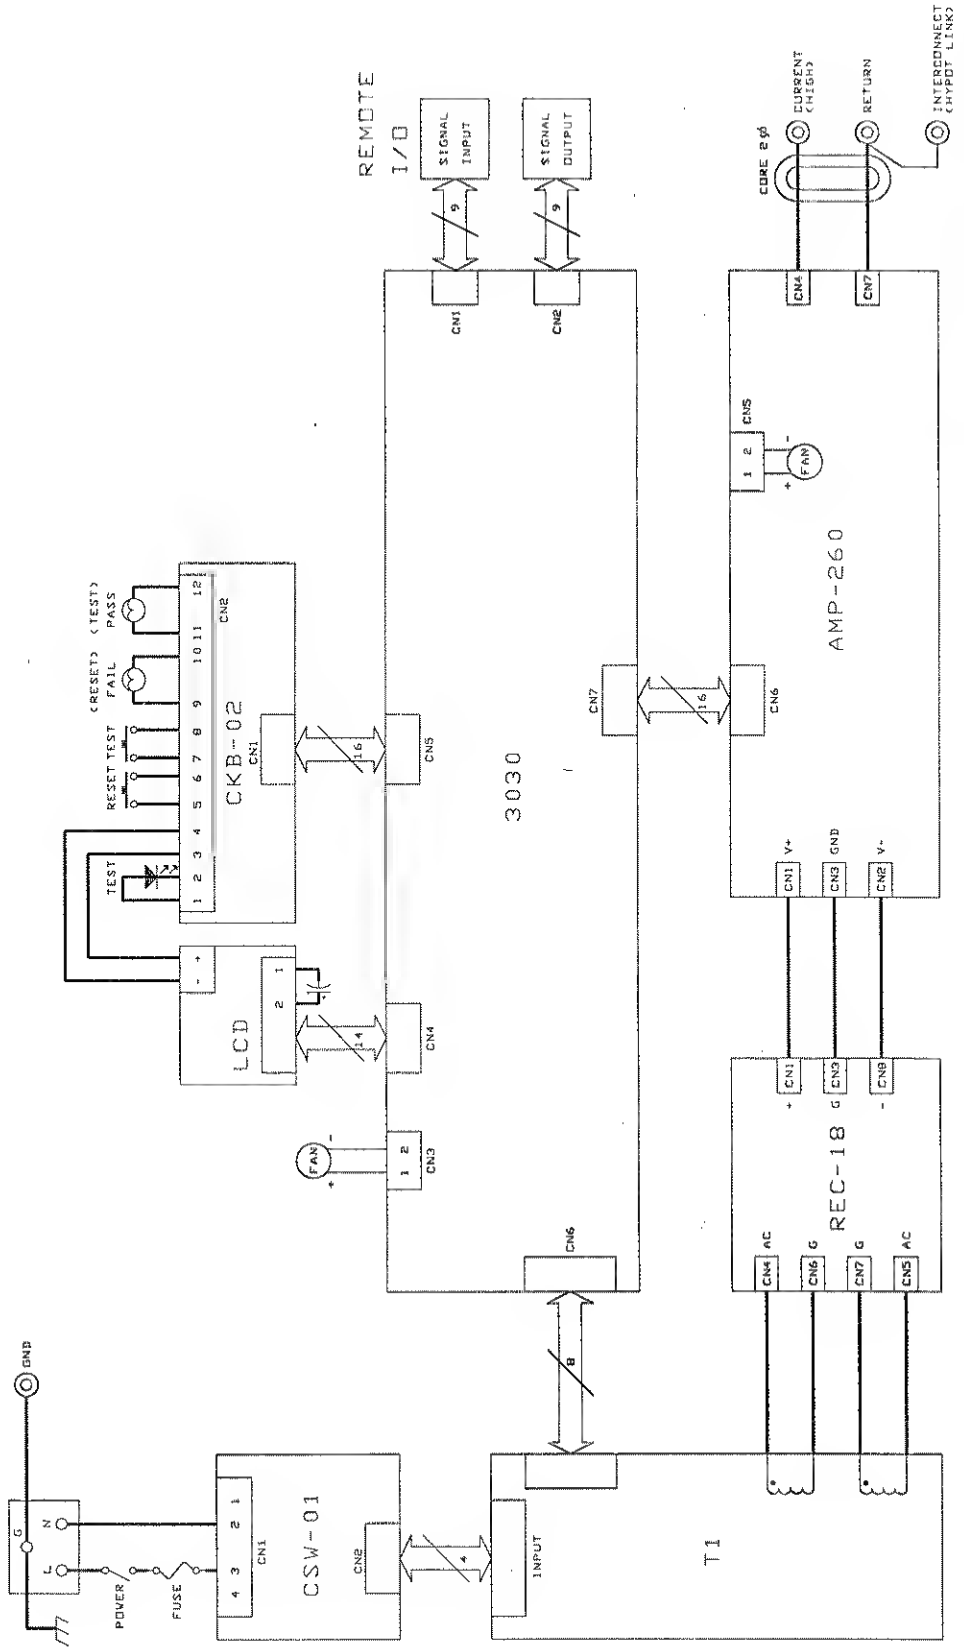 GND
G
L
N
POWER
FUSE
4 3 2 1
CN1
CSW-01
CN2
4
INPUT
T1
8
CN6
FAN
+ -
1 2
CN3
LCD
- +
2 1
14
CN4
TEST
RESET TEST
(RESET) (TEST)
FAIL PASS
1 2 3 4 5 6 7 8 9 10 11 12
CN2
CKB-02
CN1
16
CN5
3030
CN7
16
CN6
REMOTE
I/O
SIGNAL
INPUT
9
CN1
SIGNAL
OUTPUT
9
CN2
CN4 AC
CN6 G
CN7 G
CN5 AC
REC-18
+ CN1
G CN3
- CN8
CN1 V+
CN3 GND
CN2 V-
AMP-260
1 2
CN5
+ -
FAN
CN4
CN7
CORE 2φ
CURRENT
(HIGH)
RETURN
INTERCONNECT
(HYPOT LINK)